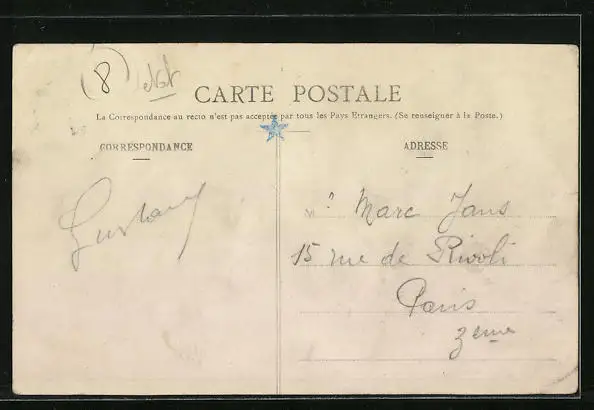 (8)
CARTE POSTALE
La Correspondance au recto n'est pas acceptée par tous les Pays Etrangers. (Se renseigner à la Poste.)
CORRESPONDANCE
ADRESSE
Gustave
Marc Jans
15 rue de Rivoli
Paris
3eme